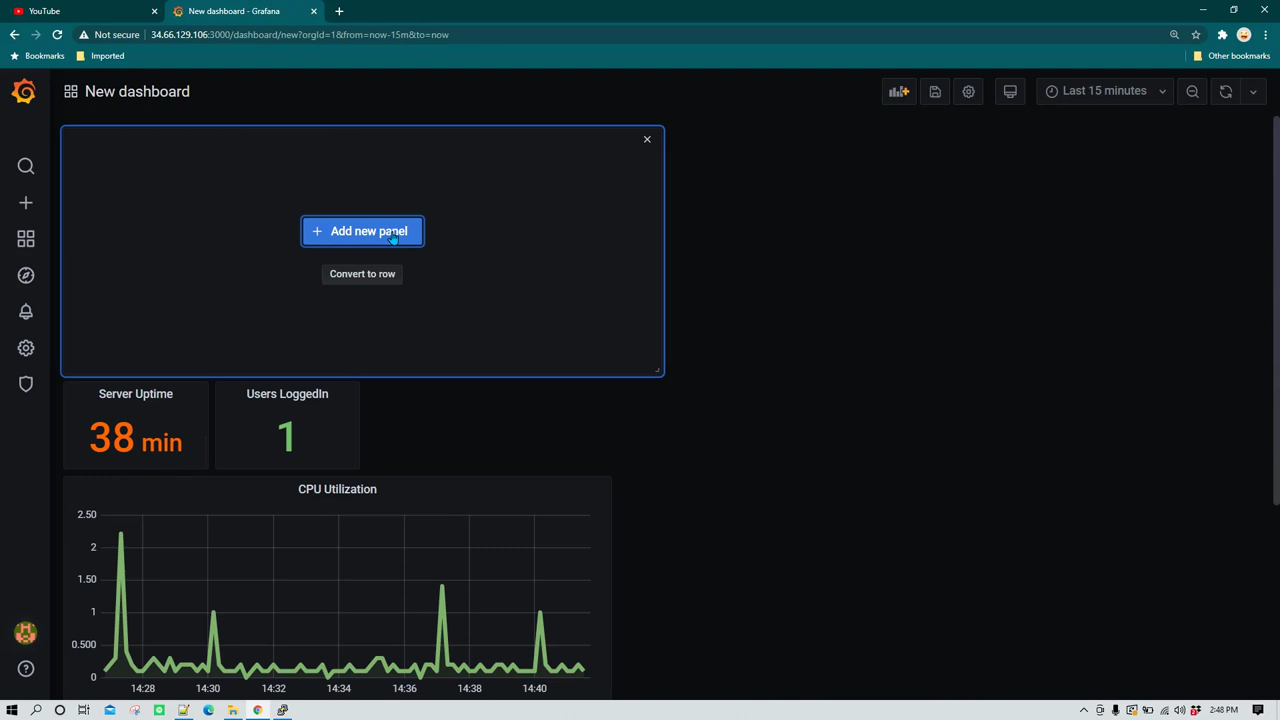 YouTube
New dashboard - Grafana
Not secure
34.66.129.106:3000/dashboard/new?orgId=1&from=now-15m&to=now
Bookmarks
Imported
Other bookmarks
New dashboard
Last 15 minutes
Add new panel
Convert to row
Server Uptime
Users LoggedIn
38 min
1
CPU Utilization
2.50
2
1.50
1
0.500
0
14:28 14:30 14:32 14:34 14:36 14:38 14:40
2:48 PM